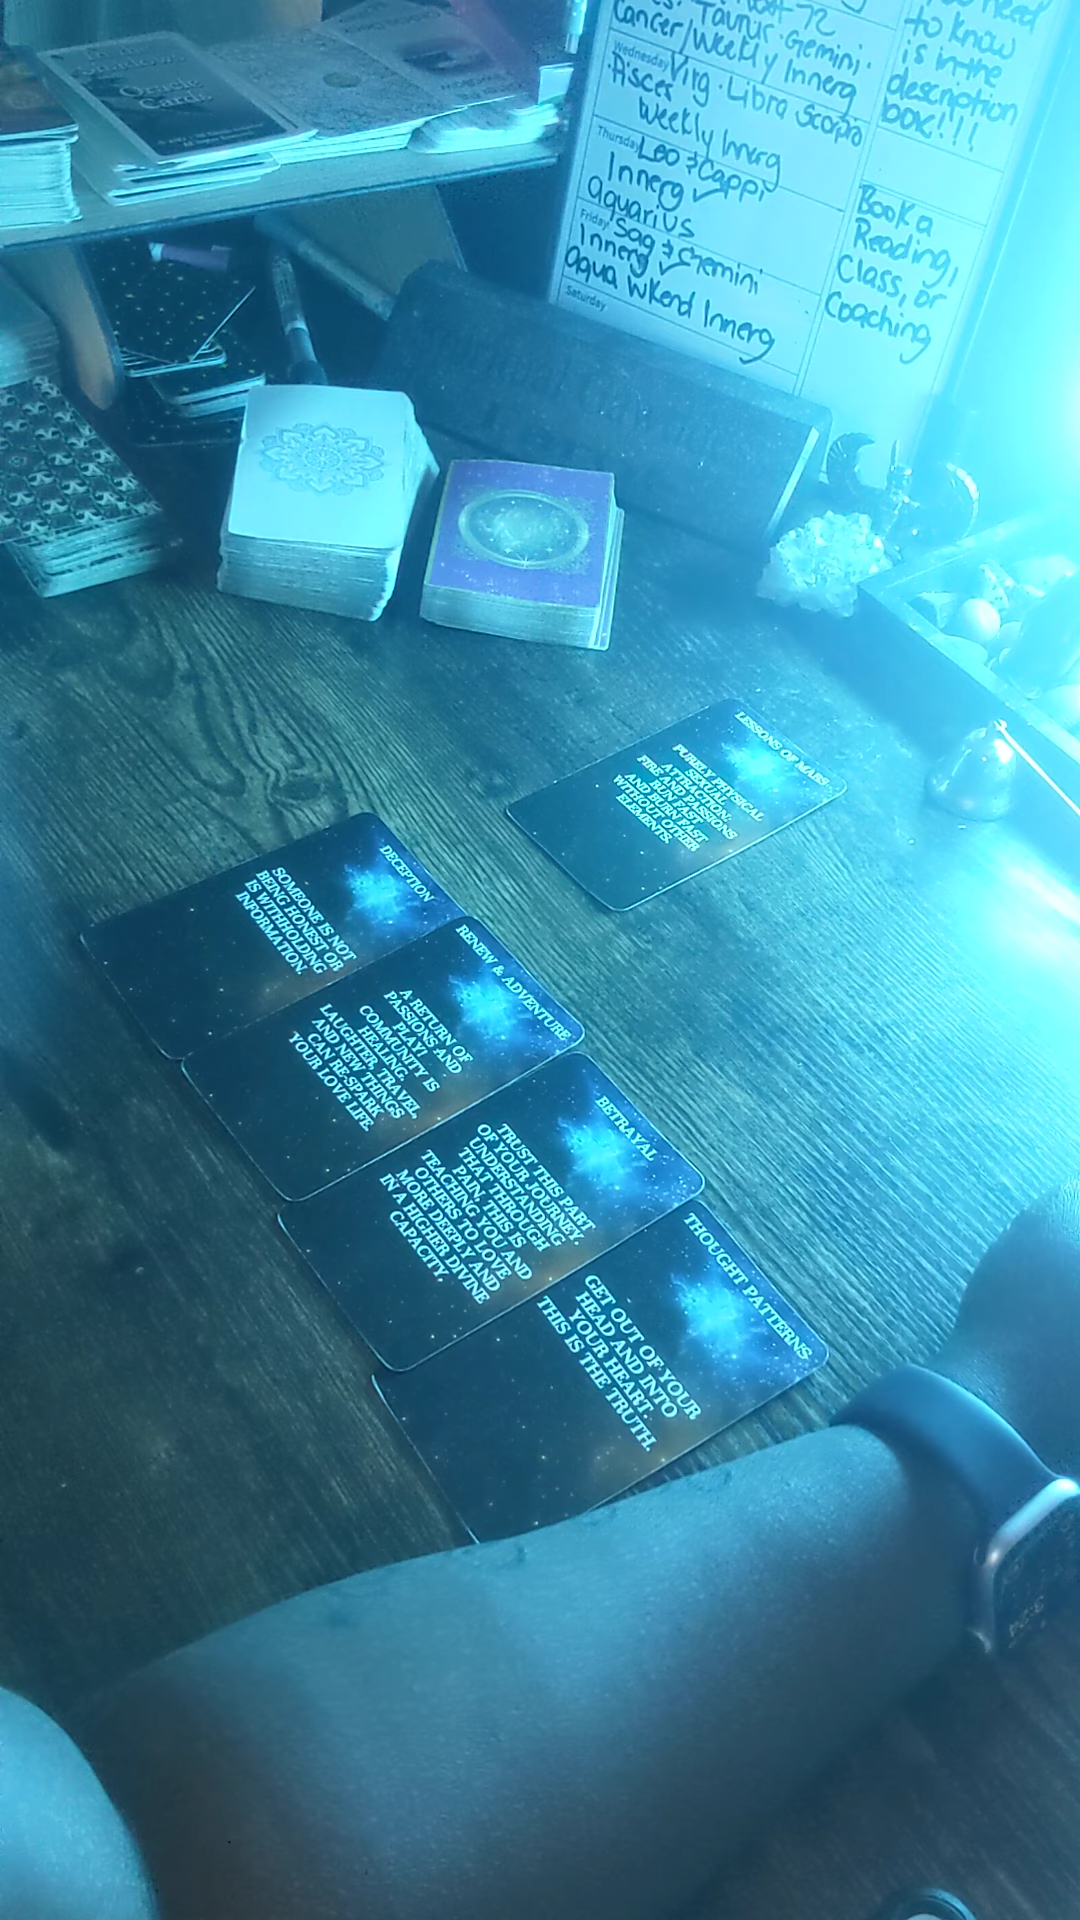 Taurus · Gemini ·
Cancer/Weekly Innerg
Wednesday Virg · Libra Scorpio
· Pisces
Weekly Innerg
Thursday Leo & Cappi
Innerg ✓
Aquarius
Friday Sag & Gemini
Innerg ✓
Aqua Wkend Innerg
Saturday
need
to know
is in the
description
box!!!
Book a
Reading,
Class, or
Coaching
Oracle
Cards
LESSONS OF MARS
PURELY PHYSICAL
SEXUAL
ATTRACTION.
FIRE AND PASSIONS
RUN FAST
AND BURN FAST
WITHOUT OTHER
ELEMENTS.
DECEPTION
SOMEONE IS NOT
BEING HONEST OR
IS WITHHOLDING
INFORMATION.
RENEW & ADVENTURE
A RETURN OF
PASSIONS AND
PLAY!
COMMUNITY IS
HEALING.
LAUGHTER, TRAVEL,
AND NEW THINGS
CAN RE-SPARK
YOUR LOVE LIFE.
BETRAYAL
TRUST THIS PART
OF YOUR JOURNEY.
UNDERSTANDING
THAT THROUGH
PAIN, THIS IS
TEACHING YOU AND
OTHERS TO LOVE
MORE DEEPLY AND
IN A HIGHER DIVINE
CAPACITY.
THOUGHT PATTERNS
GET OUT OF YOUR
HEAD AND INTO
YOUR HEART.
THIS IS THE TRUTH.
3:24